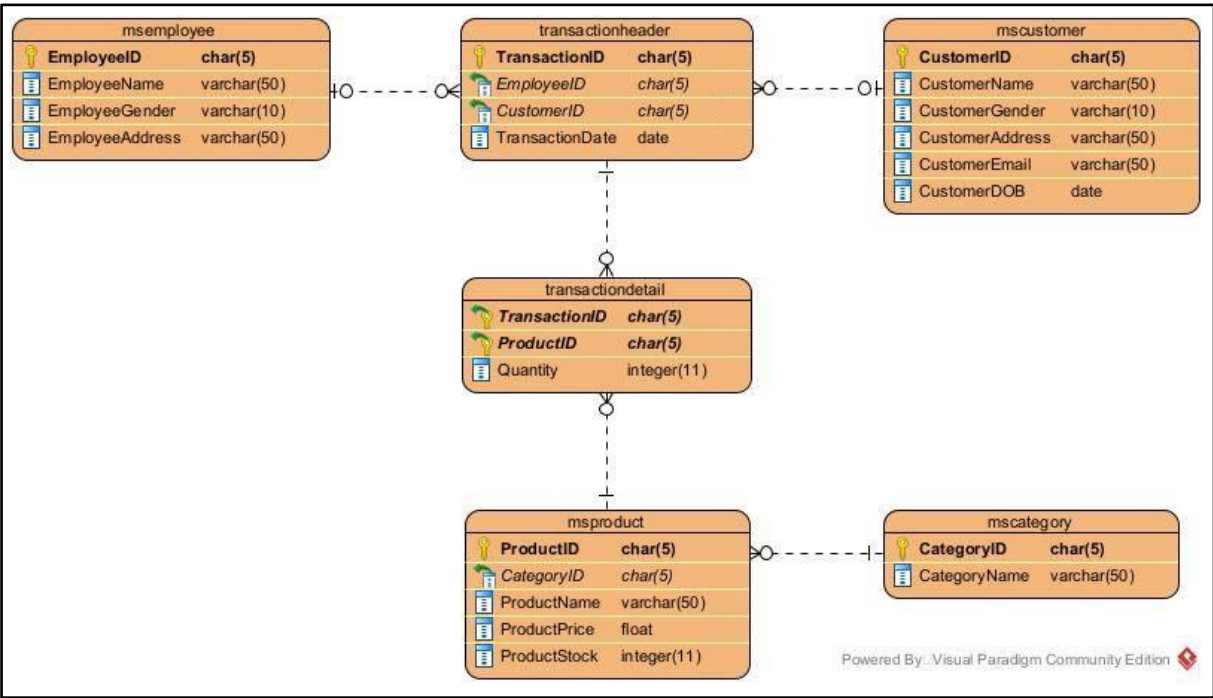 msemployee
EmployeeID char(5)
EmployeeName varchar(50)
EmployeeGender varchar(10)
EmployeeAddress varchar(50)
transactionheader
TransactionID char(5)
EmployeeID char(5)
CustomerID char(5)
TransactionDate date
mscustomer
CustomerID char(5)
CustomerName varchar(50)
CustomerGender varchar(10)
CustomerAddress varchar(50)
CustomerEmail varchar(50)
CustomerDOB date
transactiondetail
TransactionID char(5)
ProductID char(5)
Quantity integer(11)
msproduct
ProductID char(5)
CategoryID char(5)
ProductName varchar(50)
ProductPrice float
ProductStock integer(11)
mscategory
CategoryID char(5)
CategoryName varchar(50)
Powered By Visual Paradigm Community Edition